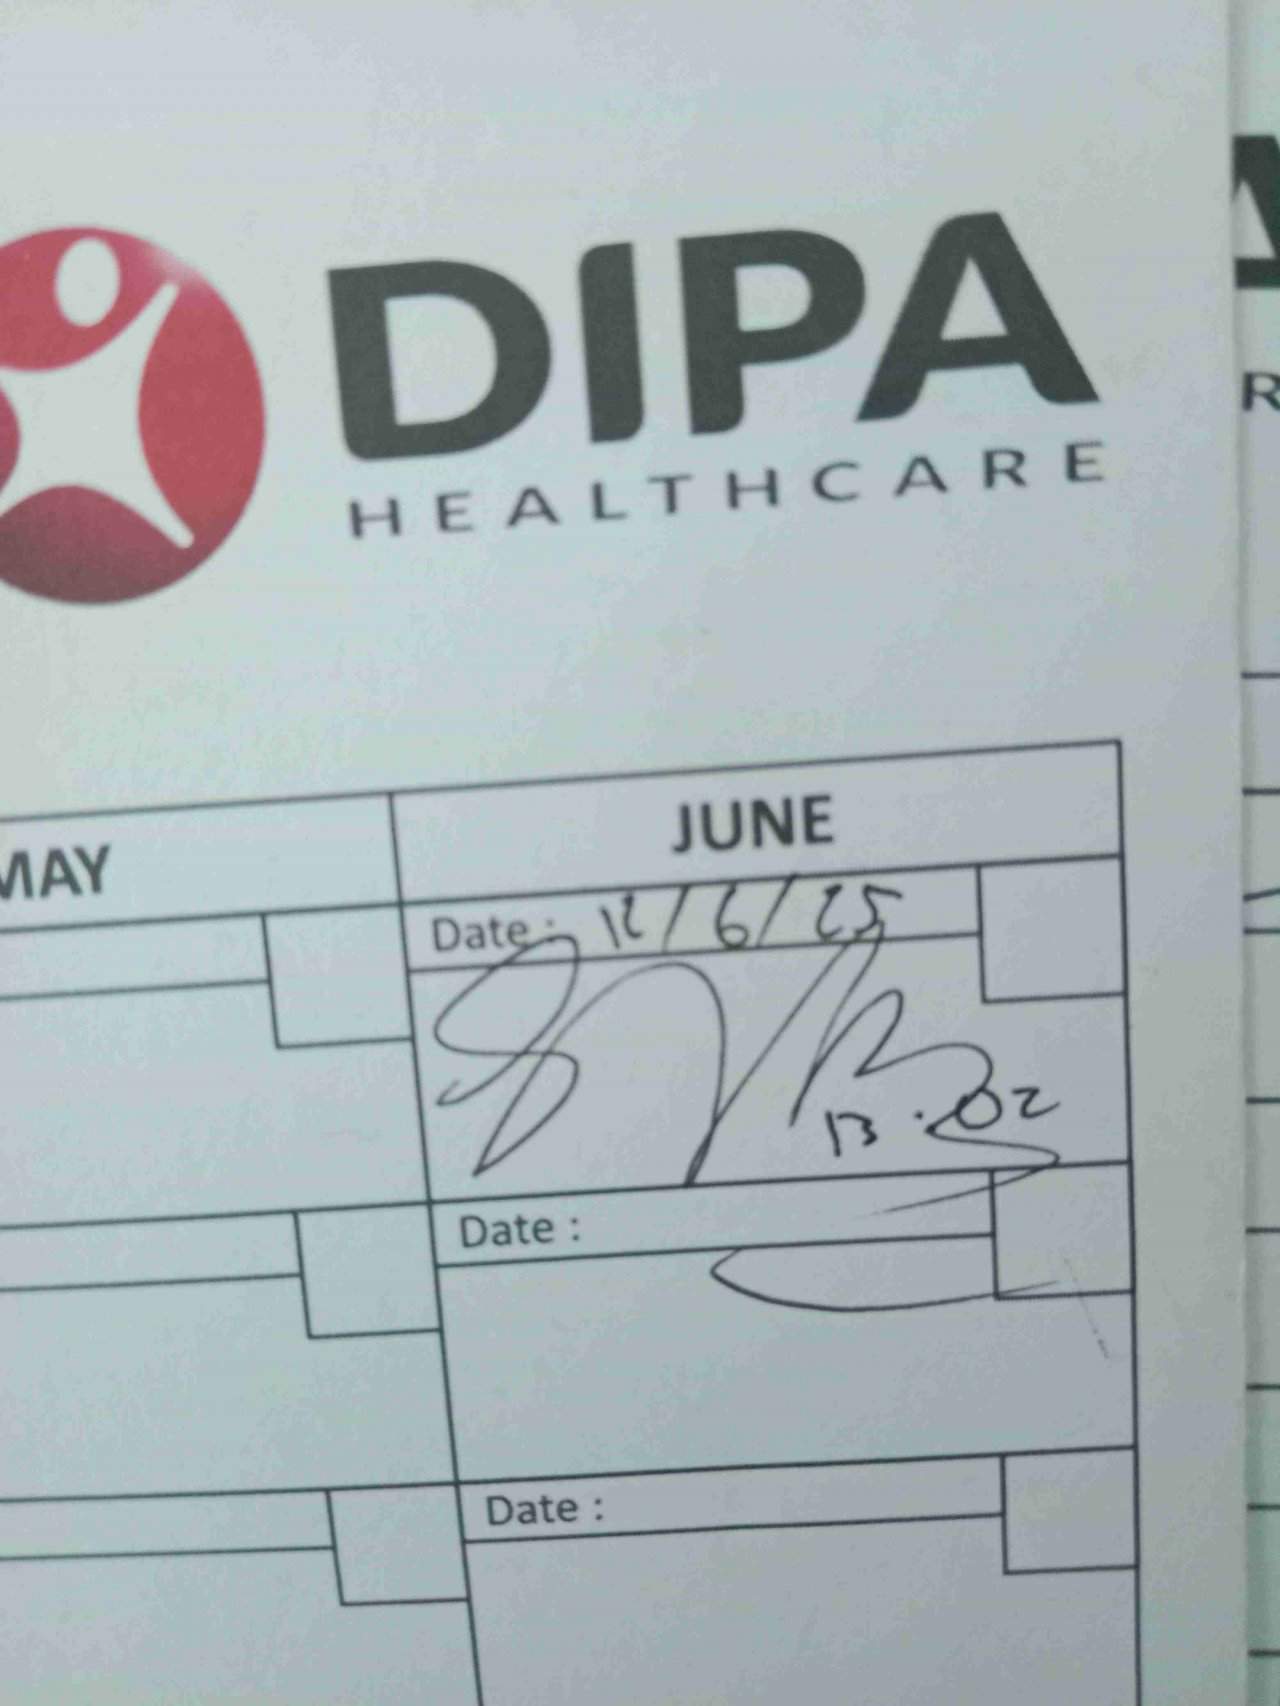 DIPA
HEALTHCARE
MAY
JUNE
Date : 12/6/25
13.02
Date :
Date :